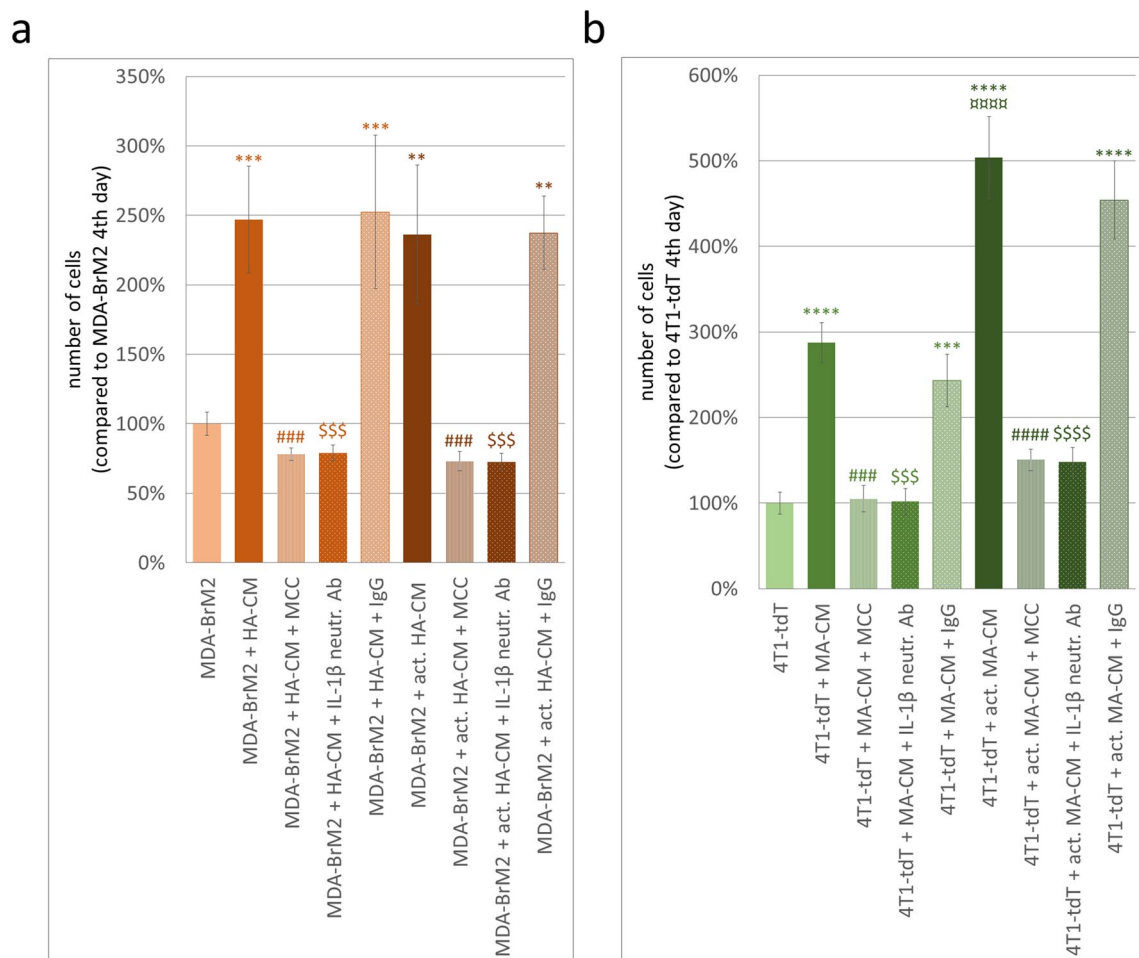 a
350%
300%
250%
200%
150%
100%
50%
0%
number of cells
(compared to MDA-BrM2 4th day)
***
###
$$$
***
**
###
$$$
**
MDA-BrM2
MDA-BrM2 + HA-CM
MDA-BrM2 + HA-CM + MCC
MDA-BrM2 + HA-CM + IL-1β neutr. Ab
MDA-BrM2 + HA-CM + IgG
MDA-BrM2 + act. HA-CM
MDA-BrM2 + act. HA-CM + MCC
MDA-BrM2 + act. HA-CM + IL-1β neutr. Ab
MDA-BrM2 + act. HA-CM + IgG
b
600%
500%
400%
300%
200%
100%
0%
number of cells
(compared to 4T1-tdT 4th day)
****
###
$$$
***
****
¤¤¤¤
####
$$$$
****
4T1-tdT
4T1-tdT + MA-CM
4T1-tdT + MA-CM + MCC
4T1-tdT + MA-CM + IL-1β neutr. Ab
4T1-tdT + MA-CM + IgG
4T1-tdT + act. MA-CM
4T1-tdT + act. MA-CM + MCC
4T1-tdT + act. MA-CM + IL-1β neutr. Ab
4T1-tdT + act. MA-CM + IgG